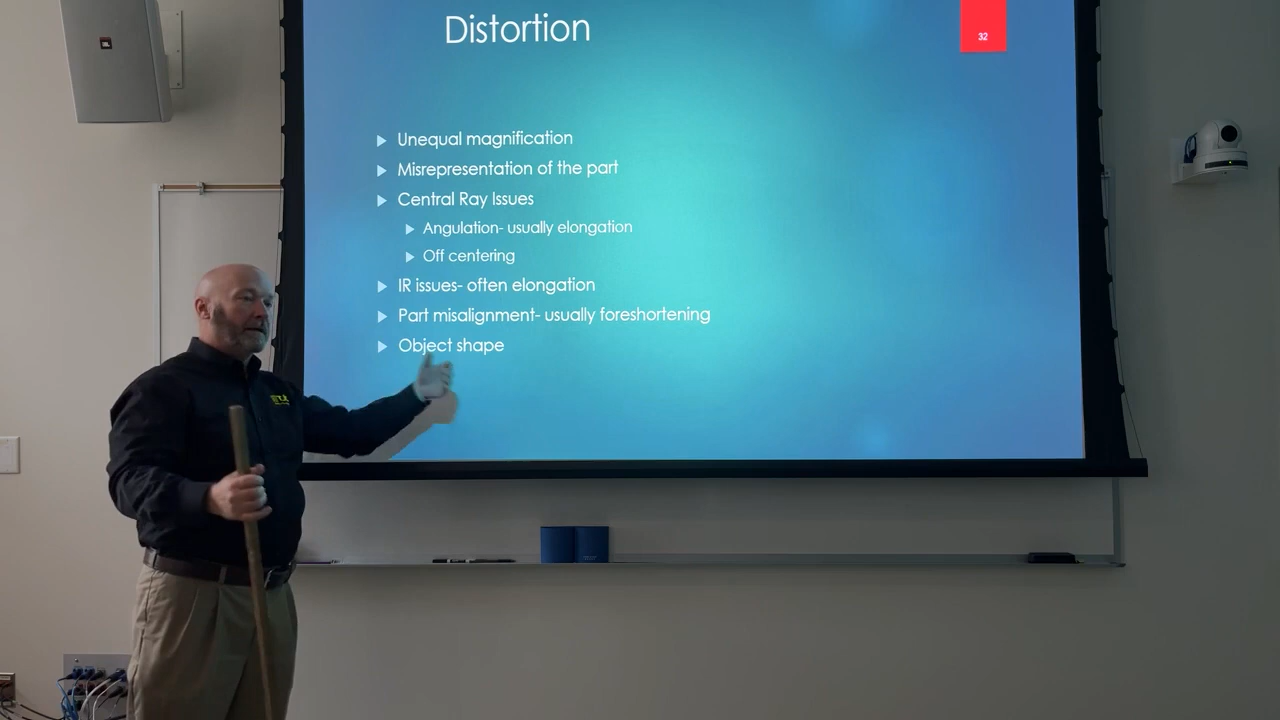 Distortion
32
Unequal magnification
Misrepresentation of the part
Central Ray Issues
Angulation- usually elongation
Off centering
IR issues- often elongation
Part misalignment- usually foreshortening
Object shape
JBL